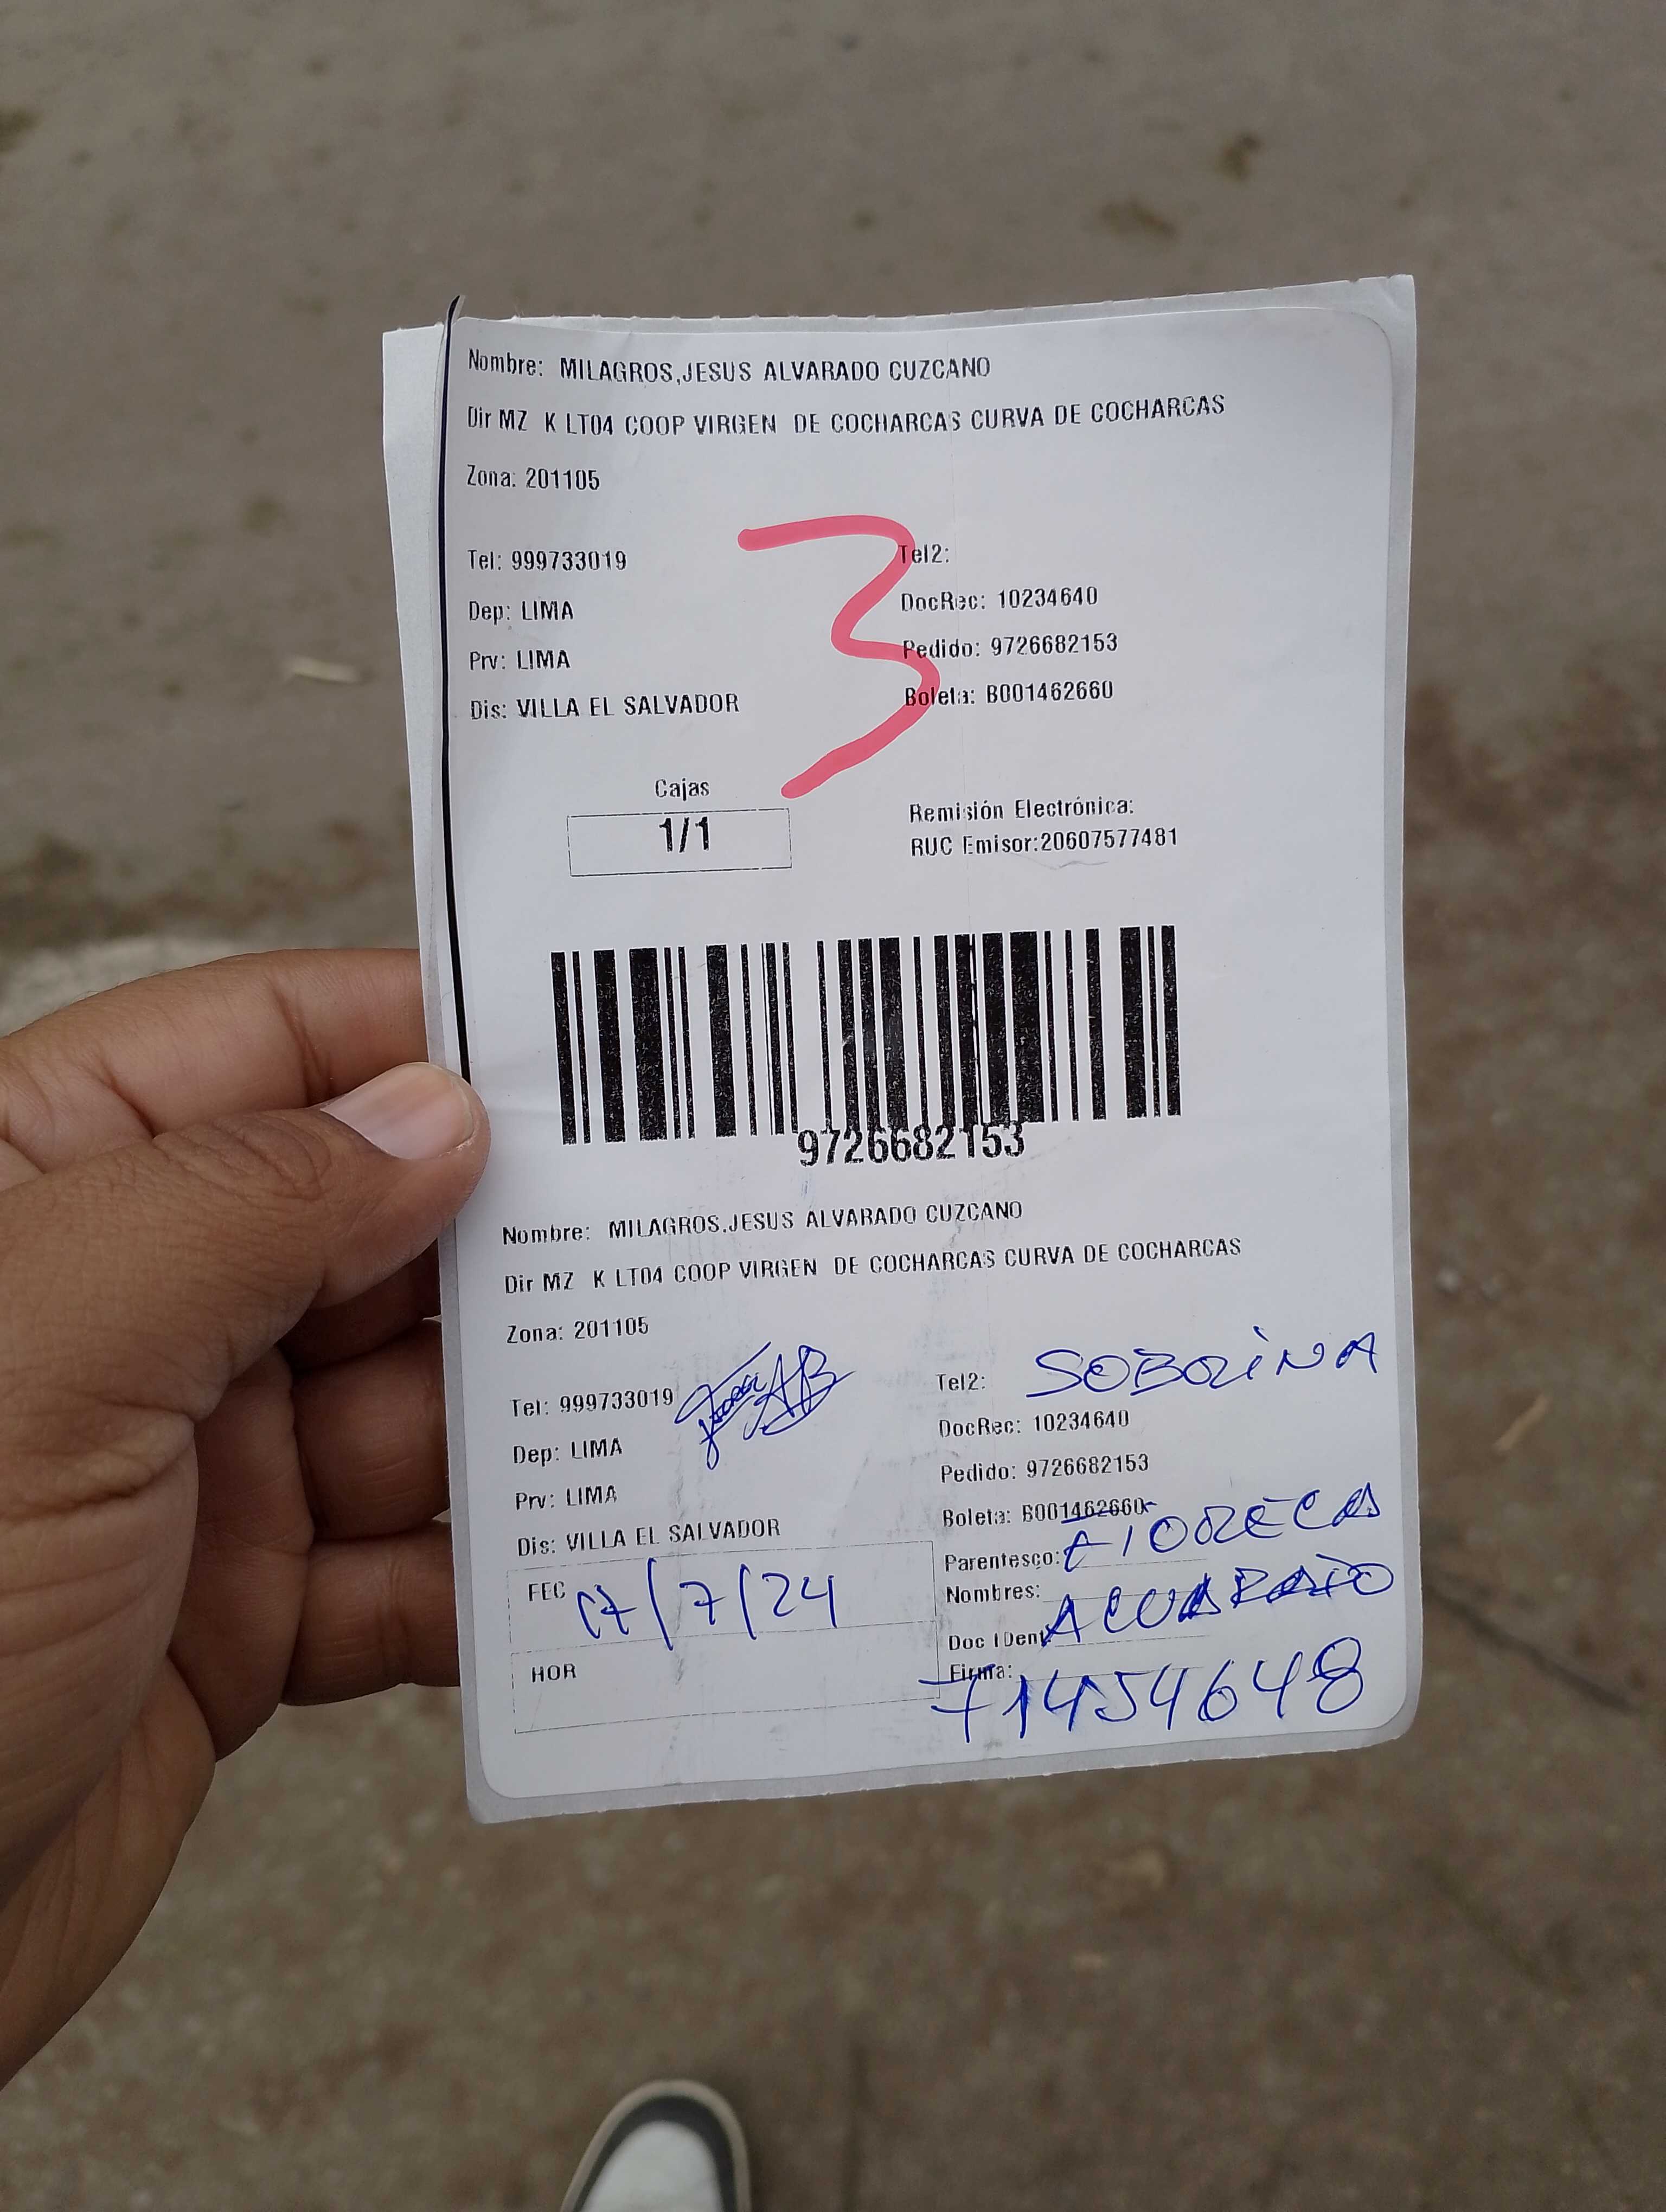 Nombre: MILAGROS,JESUS ALVARADO CUZCANO
Dir MZ K LT04 COOP VIRGEN DE COCHARCAS CURVA DE COCHARCAS
Zona: 201105
3
Tel: 999733019 Tel2:
Dep: LIMA DocRec: 10234640
Prv: LIMA Pedido: 9726682153
Dis: VILLA EL SALVADOR Boleta: B001462660
Cajas
1/1
Remisión Electrónica:
RUC Emisor:20607577481
9726682153
Nombre: MILAGROS,JESUS ALVARADO CUZCANO
Dir MZ K LT04 COOP VIRGEN DE COCHARCAS CURVA DE COCHARCAS
Zona: 201105
Tel: 999733019 Tel2: SOBRINA
Dep: LIMA DocRec: 10234640
Prv: LIMA Pedido: 9726682153
Dis: VILLA EL SALVADOR Boleta: B001462660
Parentesco:
FEC 17/7/24 Nombres:
Doc IDent
HOR Firma: 71454648